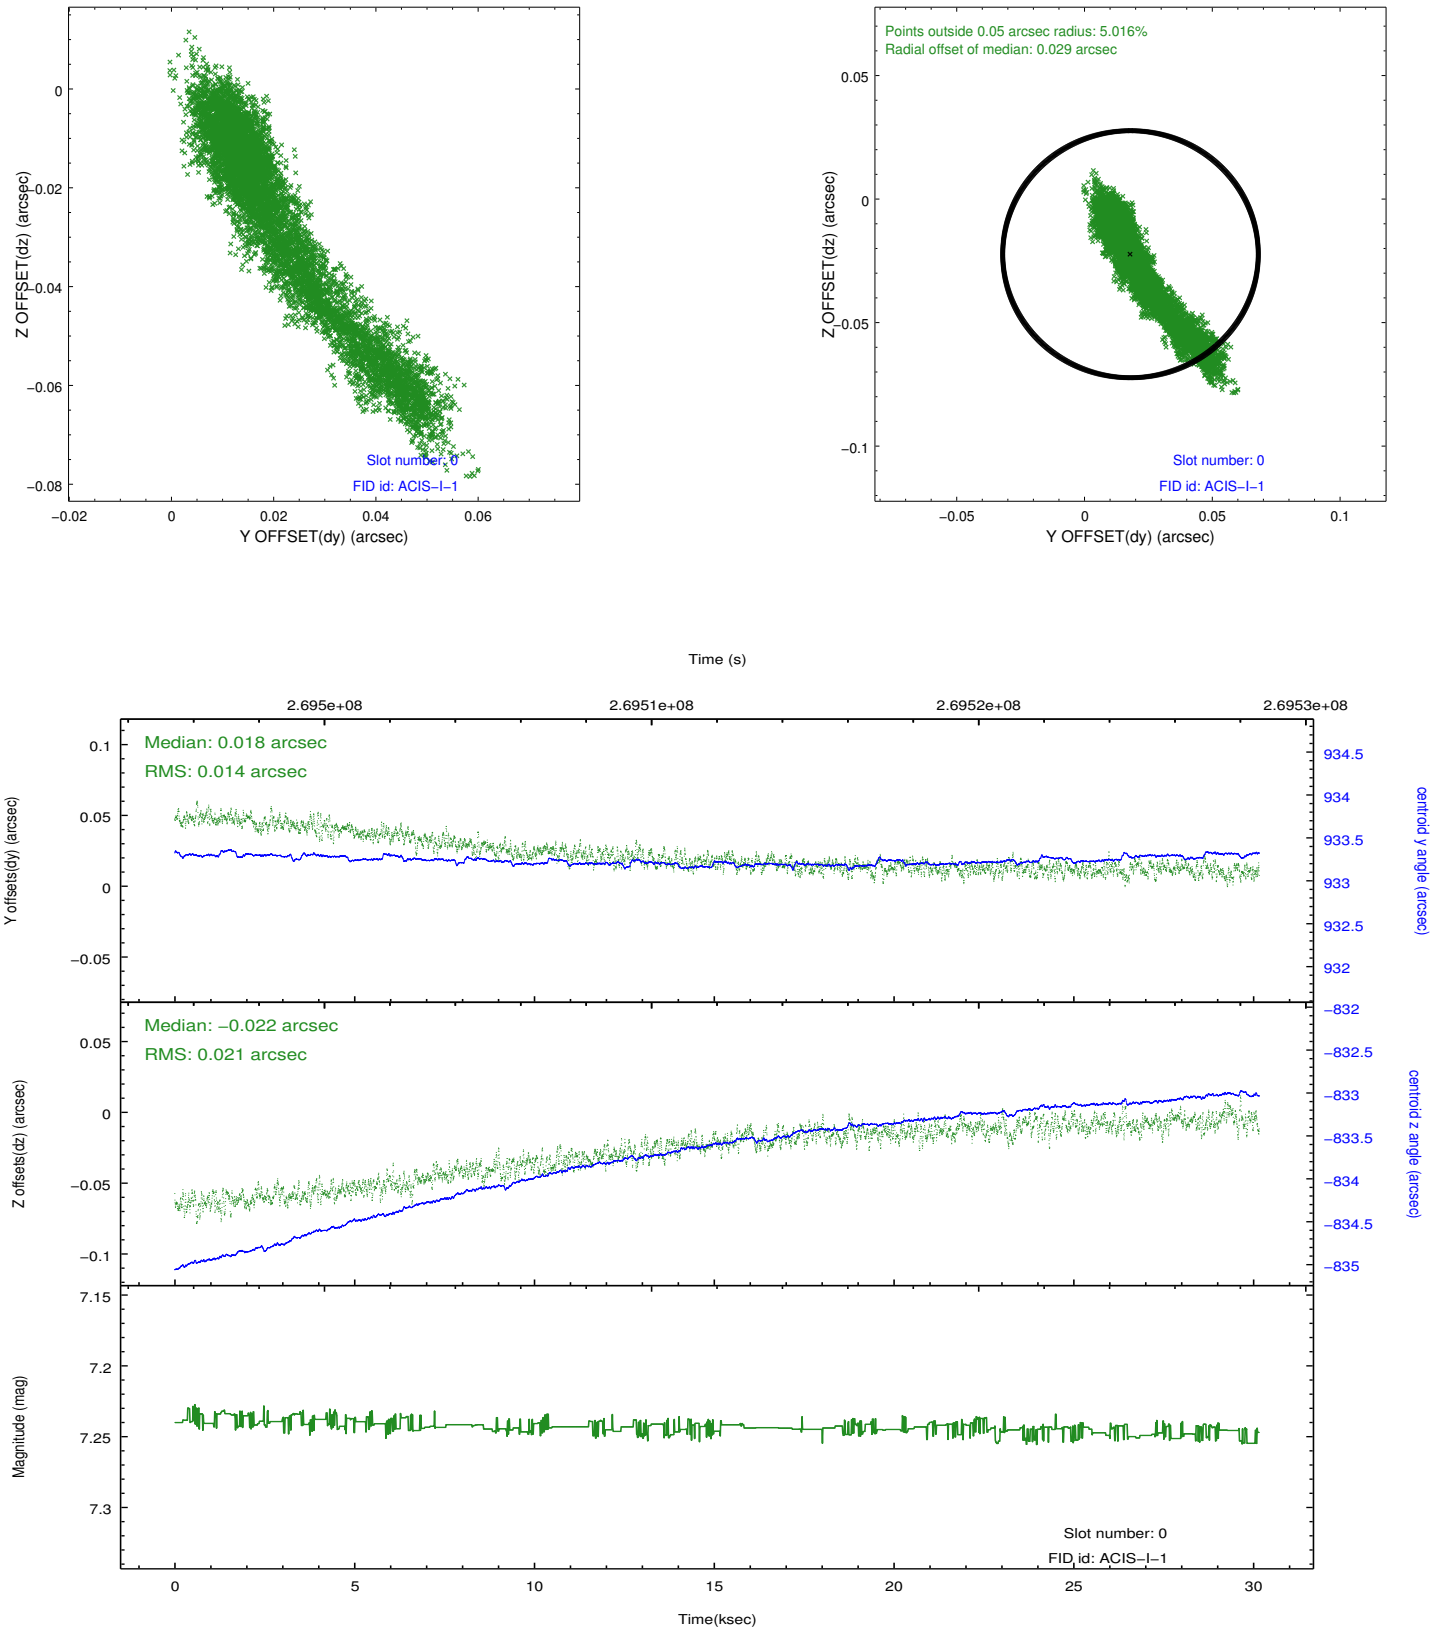 0
−0.02
−0.04
−0.06
−0.08
Z OFFSET(dz) (arcsec)
−0.02
0
0.02
0.04
0.06
Y OFFSET(dy) (arcsec)
Slot number: 0
FID id: ACIS−I−1
Points outside 0.05 arcsec radius: 5.016%
Radial offset of median: 0.029 arcsec
0.05
0
−0.05
−0.1
Z OFFSET(dz) (arcsec)
−0.05
0
0.05
0.1
Y OFFSET(dy) (arcsec)
Slot number: 0
FID id: ACIS−I−1
Time (s)
2.695e+08
2.6951e+08
2.6952e+08
2.6953e+08
Median: 0.018 arcsec
RMS: 0.014 arcsec
0.1
0.05
0
−0.05
Y offsets(dy) (arcsec)
934.5
934
933.5
933
932.5
932
centroid y angle (arcsec)
Median: −0.022 arcsec
RMS: 0.021 arcsec
0.05
0
−0.05
−0.1
Z offsets(dz) (arcsec)
−832
−832.5
−833
−833.5
−834
−834.5
−835
centroid z angle (arcsec)
7.15
7.2
7.25
7.3
Magnitude (mag)
Slot number: 0
FID id: ACIS−I−1
0
5
10
15
20
25
30
Time(ksec)